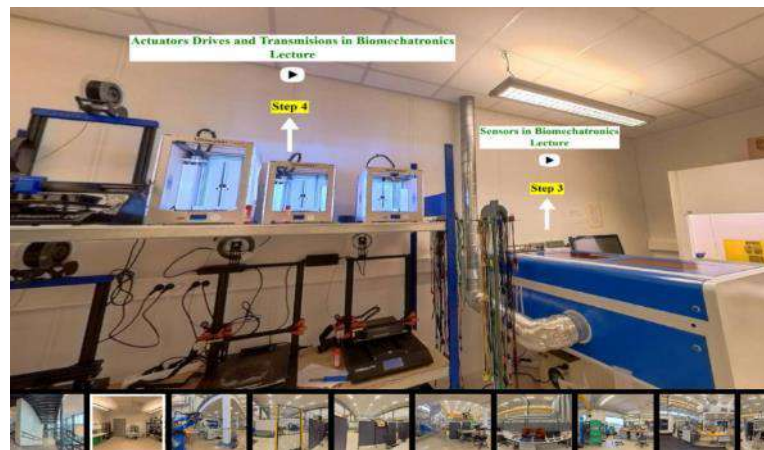 Actuators Drives and Transmisions in Biomechatronics
Lecture
Step 4
Sensors in Biomechatronics
Lecture
Step 3